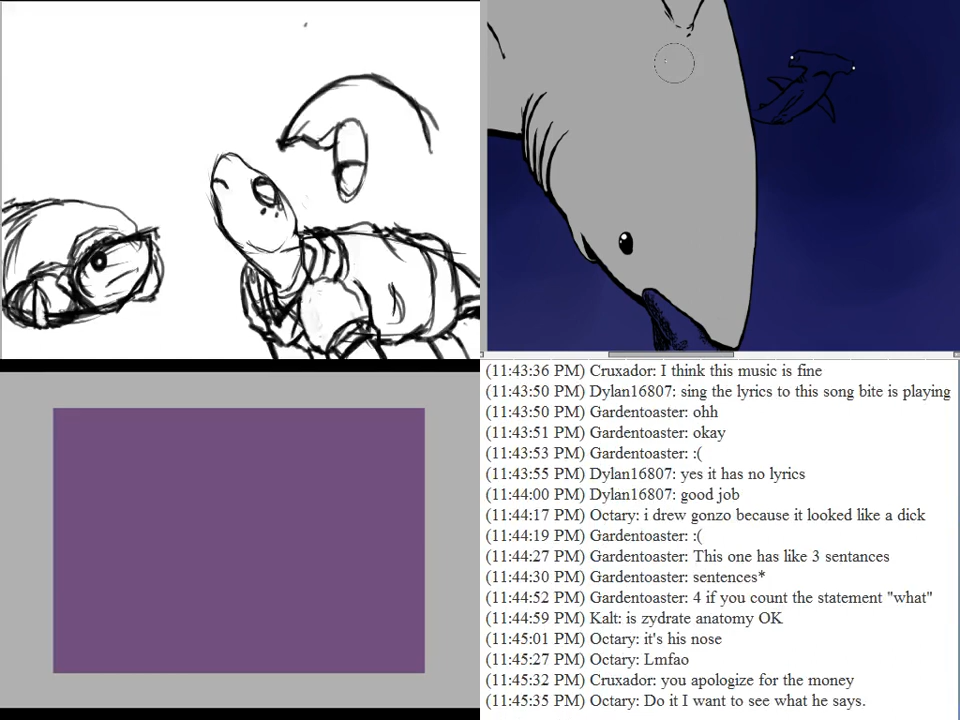 (11:43:36 PM) Cruxador: I think this music is fine
(11:43:50 PM) Dylan16807: sing the lyrics to this song bite is playing
(11:43:50 PM) Gardentoaster: ohh
(11:43:51 PM) Gardentoaster: okay
(11:43:53 PM) Gardentoaster: :(
(11:43:55 PM) Dylan16807: yes it has no lyrics
(11:44:00 PM) Dylan16807: good job
(11:44:17 PM) Octary: i drew gonzo because it looked like a dick
(11:44:19 PM) Gardentoaster: :(
(11:44:27 PM) Gardentoaster: This one has like 3 sentances
(11:44:30 PM) Gardentoaster: sentences*
(11:44:52 PM) Gardentoaster: 4 if you count the statement "what"
(11:44:59 PM) Kalt: is zydrate anatomy OK
(11:45:01 PM) Octary: it's his nose
(11:45:27 PM) Octary: Lmfao
(11:45:32 PM) Cruxador: you apologize for the money
(11:45:35 PM) Octary: Do it I want to see what he says.